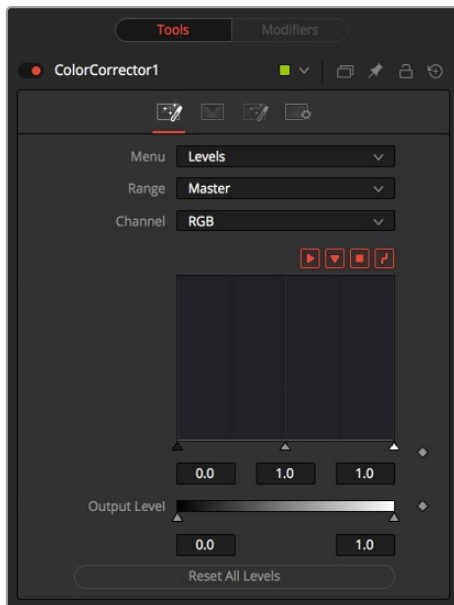 Tools Modifiers
ColorCorrector1
Menu Levels
Range Master
Channel RGB
0.0 1.0 1.0
Output Level
0.0 1.0
Reset All Levels